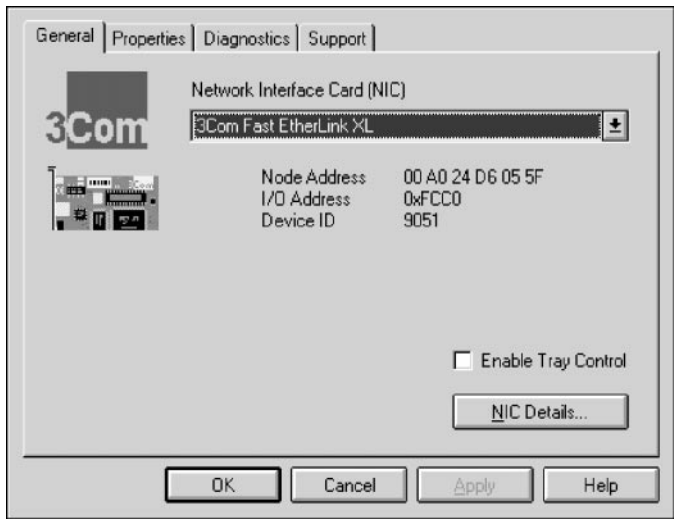 General Properties Diagnostics Support
3Com
Network Interface Card (NIC)
3Com Fast EtherLink XL
Node Address 00 A0 24 D6 05 5F
I/O Address 0xFCC0
Device ID 9051
Enable Tray Control
NIC Details...
OK Cancel Apply Help